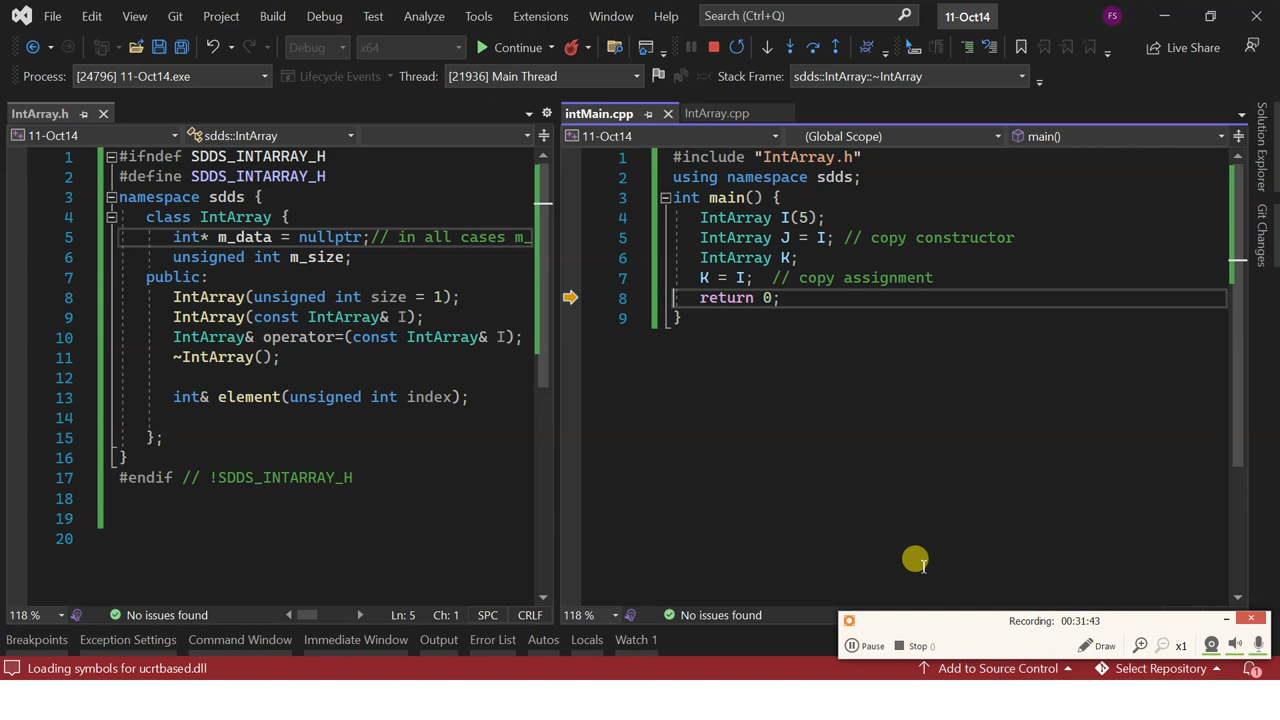 File Edit View Git Project Build Debug Test Analyze Tools Extensions Window Help Search (Ctrl+Q) 11-Oct14 FS
Debug x64 Continue Live Share
Process: [24796] 11-Oct14.exe Lifecycle Events Thread: [21936] Main Thread Stack Frame: sdds::IntArray::~IntArray
IntArray.h
11-Oct14 sdds::IntArray
1 #ifndef SDDS_INTARRAY_H
2 #define SDDS_INTARRAY_H
3 namespace sdds {
4 class IntArray {
5 int* m_data = nullptr;// in all cases m_
6 unsigned int m_size;
7 public:
8 IntArray(unsigned int size = 1);
9 IntArray(const IntArray& I);
10 IntArray& operator=(const IntArray& I);
11 ~IntArray();
12
13 int& element(unsigned int index);
14
15 };
16 }
17 #endif // !SDDS_INTARRAY_H
18
19
20
118 % No issues found Ln: 5 Ch: 1 SPC CRLF
intMain.cpp IntArray.cpp
11-Oct14 (Global Scope) main()
1 #include "IntArray.h"
2 using namespace sdds;
3 int main() {
4 IntArray I(5);
5 IntArray J = I; // copy constructor
6 IntArray K;
7 K = I; // copy assignment
8 return 0;
9 }
118 % No issues found
Solution Explorer
Git Changes
Recording: 00:31:43
Pause Stop () Draw x1
Breakpoints Exception Settings Command Window Immediate Window Output Error List Autos Locals Watch 1
Loading symbols for ucrtbased.dll Add to Source Control Select Repository 1